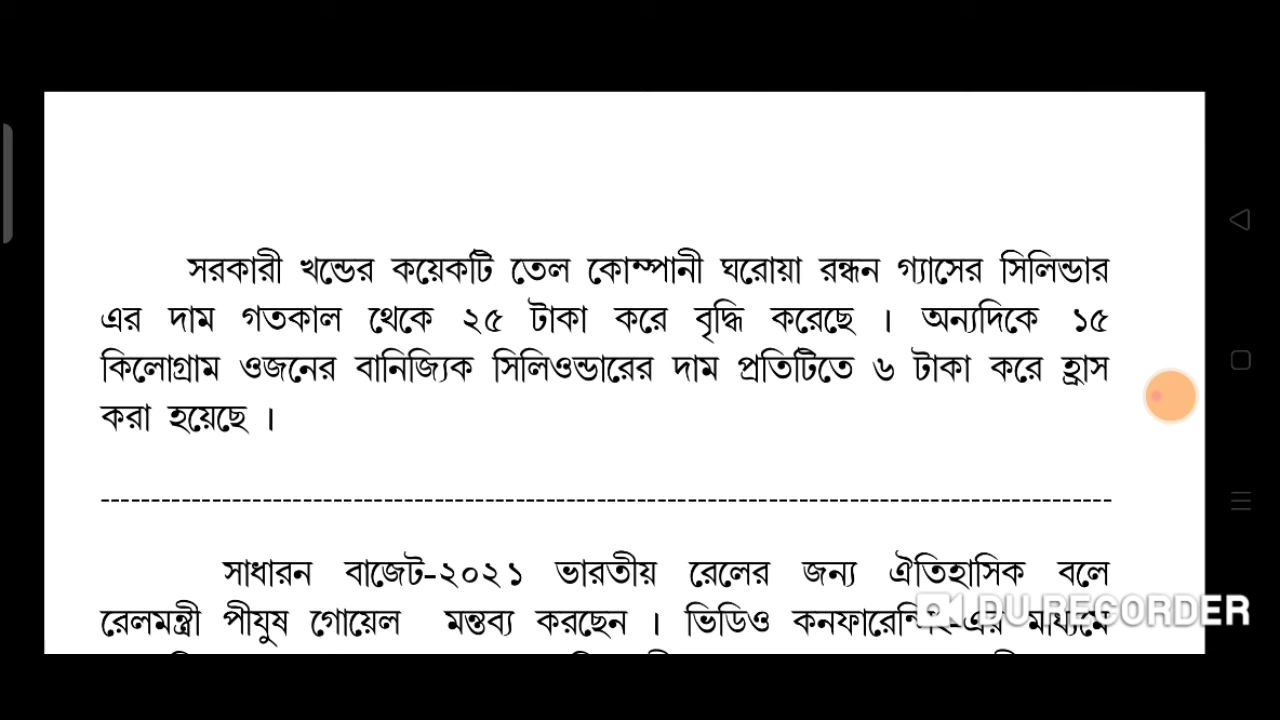 সরকারী খন্ডের কয়েকটি তেল কোম্পানী ঘরোয়া রন্ধন গ্যাসের সিলিন্ডার
এর দাম গতকাল থেকে ২৫ টাকা করে বৃদ্ধি করেছে । অন্যদিকে ১৫
কিলোগ্রাম ওজনের বানিজ্যিক সিলিওন্ডারের দাম প্রতিটিতে ৬ টাকা করে হ্রাস
করা হয়েছে ।
সাধারন বাজেট-২০২১ ভারতীয় রেলের জন্য ঐতিহাসিক বলে
রেলমন্ত্রী পীযুষ গোয়েল মন্তব্য করছেন । ভিডিও কনফারেন্সিং-এর মাধ্যমে
DU RECORDER